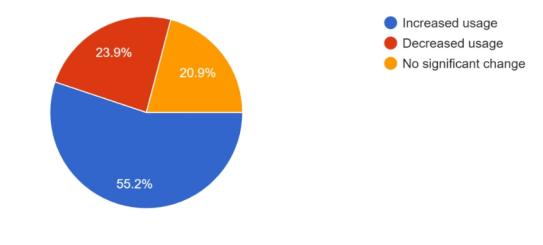 Increased usage
Decreased usage
No significant change
23.9%
20.9%
55.2%